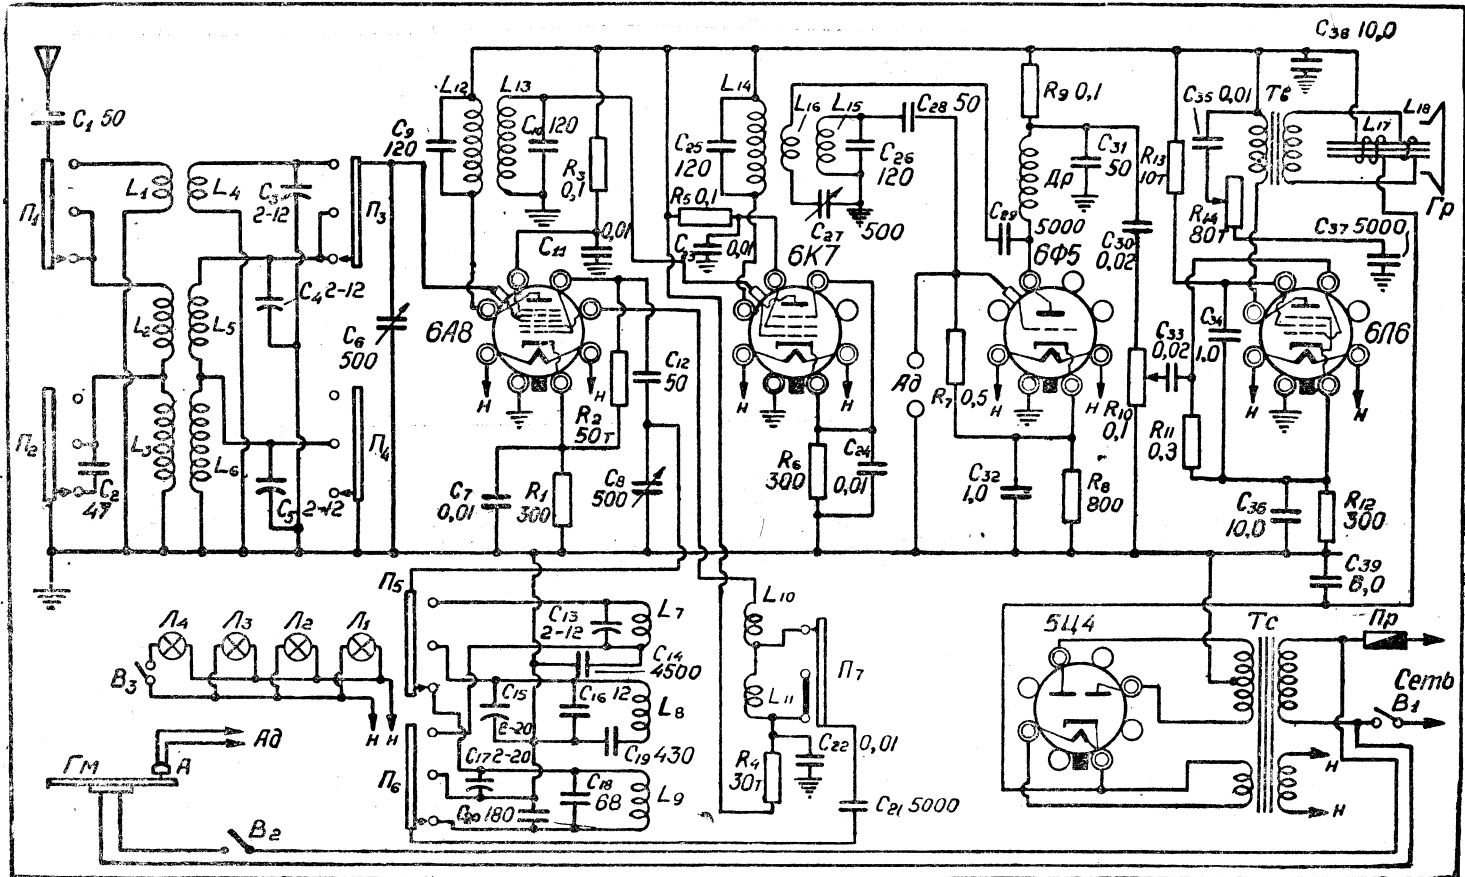 C38 10,0
C1 50
L12
L13
C9
120
C10 120
R3
0,1
L14
C25
120
L16
L15
C28 50
C26
120
R9 0,1
C31
50
Др
5000
R13
10т
C35 0,01
Тв
L17
L18
Гр
R14
80т
C37 5000
П1
L1
L4
C3
2-12
П3
R5 0,1
C11
0,01
0,01
6К7
C27
500
C29
6Ф5
C30
0,02
L2
L5
C4 2-12
C6
500
6А8
C12
50
R2
50т
Ад
R7 0,5
C33
0,02
C34
1,0
6Л6
н
н
н
н
н
н
н
н
R10
0,1
R11
0,3
П2
L3
L6
П4
C2
47
C5 2-12
C7
0,01
R1
300
C8
500
R6
300
C24
0,01
C32
1,0
R8
800
C36
10,0
R12
300
C39
6,0
П5
L7
C13
2-12
C14
4500
L10
П7
5Ц4
Тс
Пр
Л4
Л3
Л2
Л1
В3
н
н
C15
8-20
C16 12
L8
L11
Сеть
В1
Ад
Гм
А
C17 2-20
C19 430
R4
30т
C22 0,01
П6
C18
68
L9
C20 180
C21 5000
н
н
В2